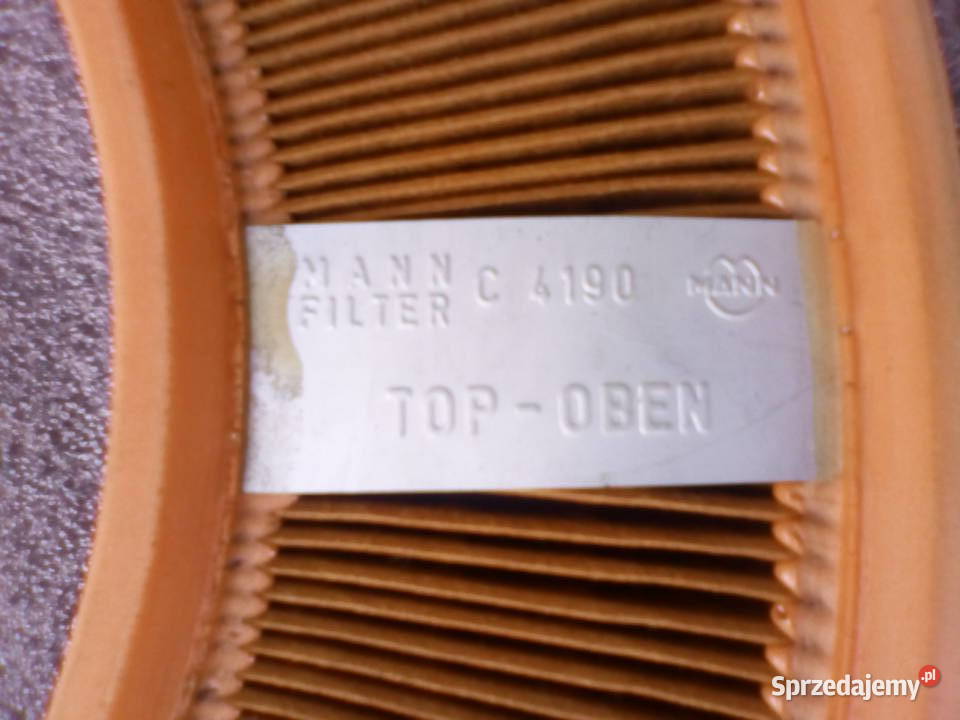 MANN
FILTER C 4190 MANN
TOP-OBEN
Sprzedajemy.pl